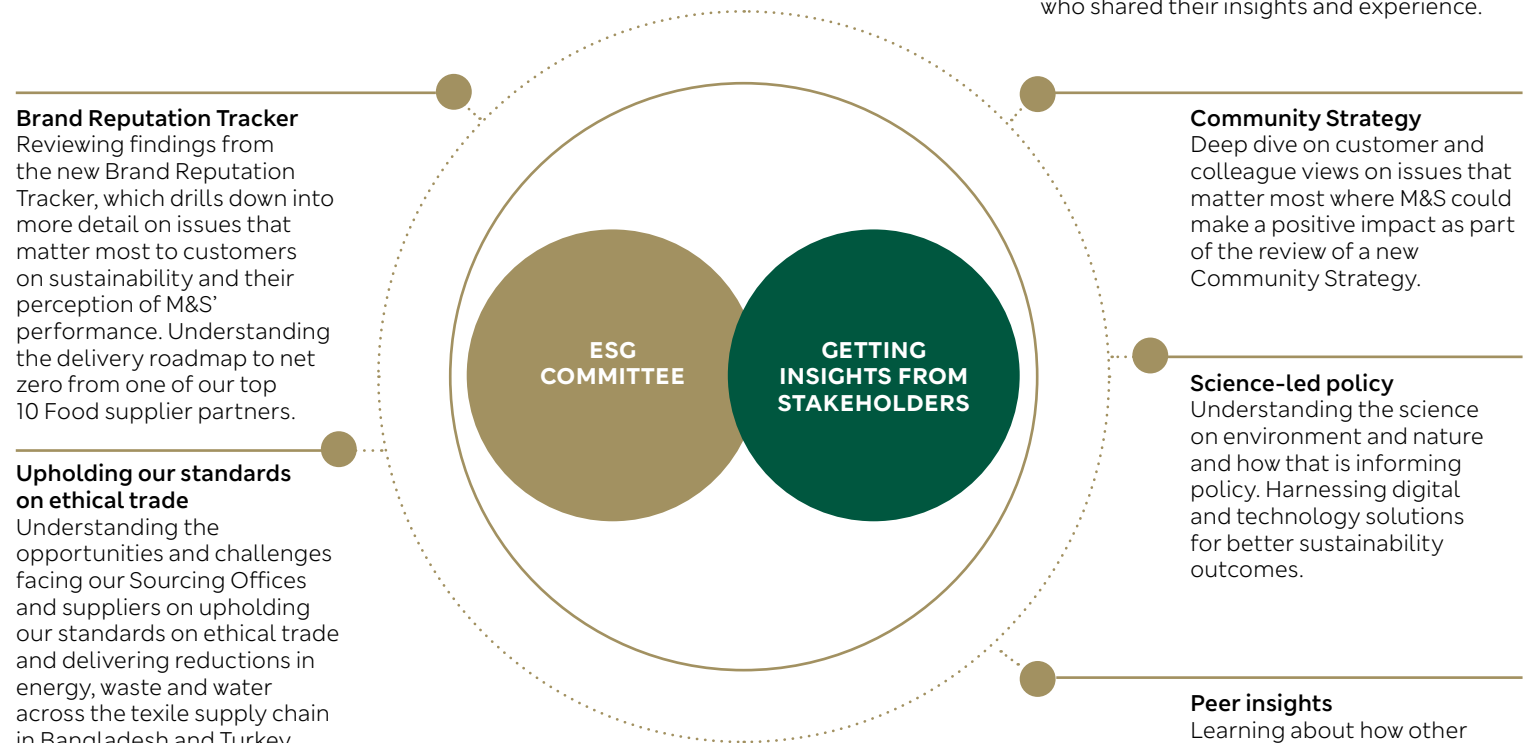 who shared their insights and experience.
Brand Reputation Tracker
Reviewing findings from
the new Brand Reputation
Tracker, which drills down into
more detail on issues that
matter most to customers
on sustainability and their
perception of M&S’
performance. Understanding
the delivery roadmap to net
zero from one of our top
10 Food supplier partners.
Upholding our standards
on ethical trade
Understanding the
opportunities and challenges
facing our Sourcing Offices
and suppliers on upholding
our standards on ethical trade
and delivering reductions in
energy, waste and water
across the texile supply chain
in Bangladesh and Turkey
ESG
COMMITTEE
GETTING
INSIGHTS FROM
STAKEHOLDERS
Community Strategy
Deep dive on customer and
colleague views on issues that
matter most where M&S could
make a positive impact as part
of the review of a new
Community Strategy.
Science-led policy
Understanding the science
on environment and nature
and how that is informing
policy. Harnessing digital
and technology solutions
for better sustainability
outcomes.
Peer insights
Learning about how other